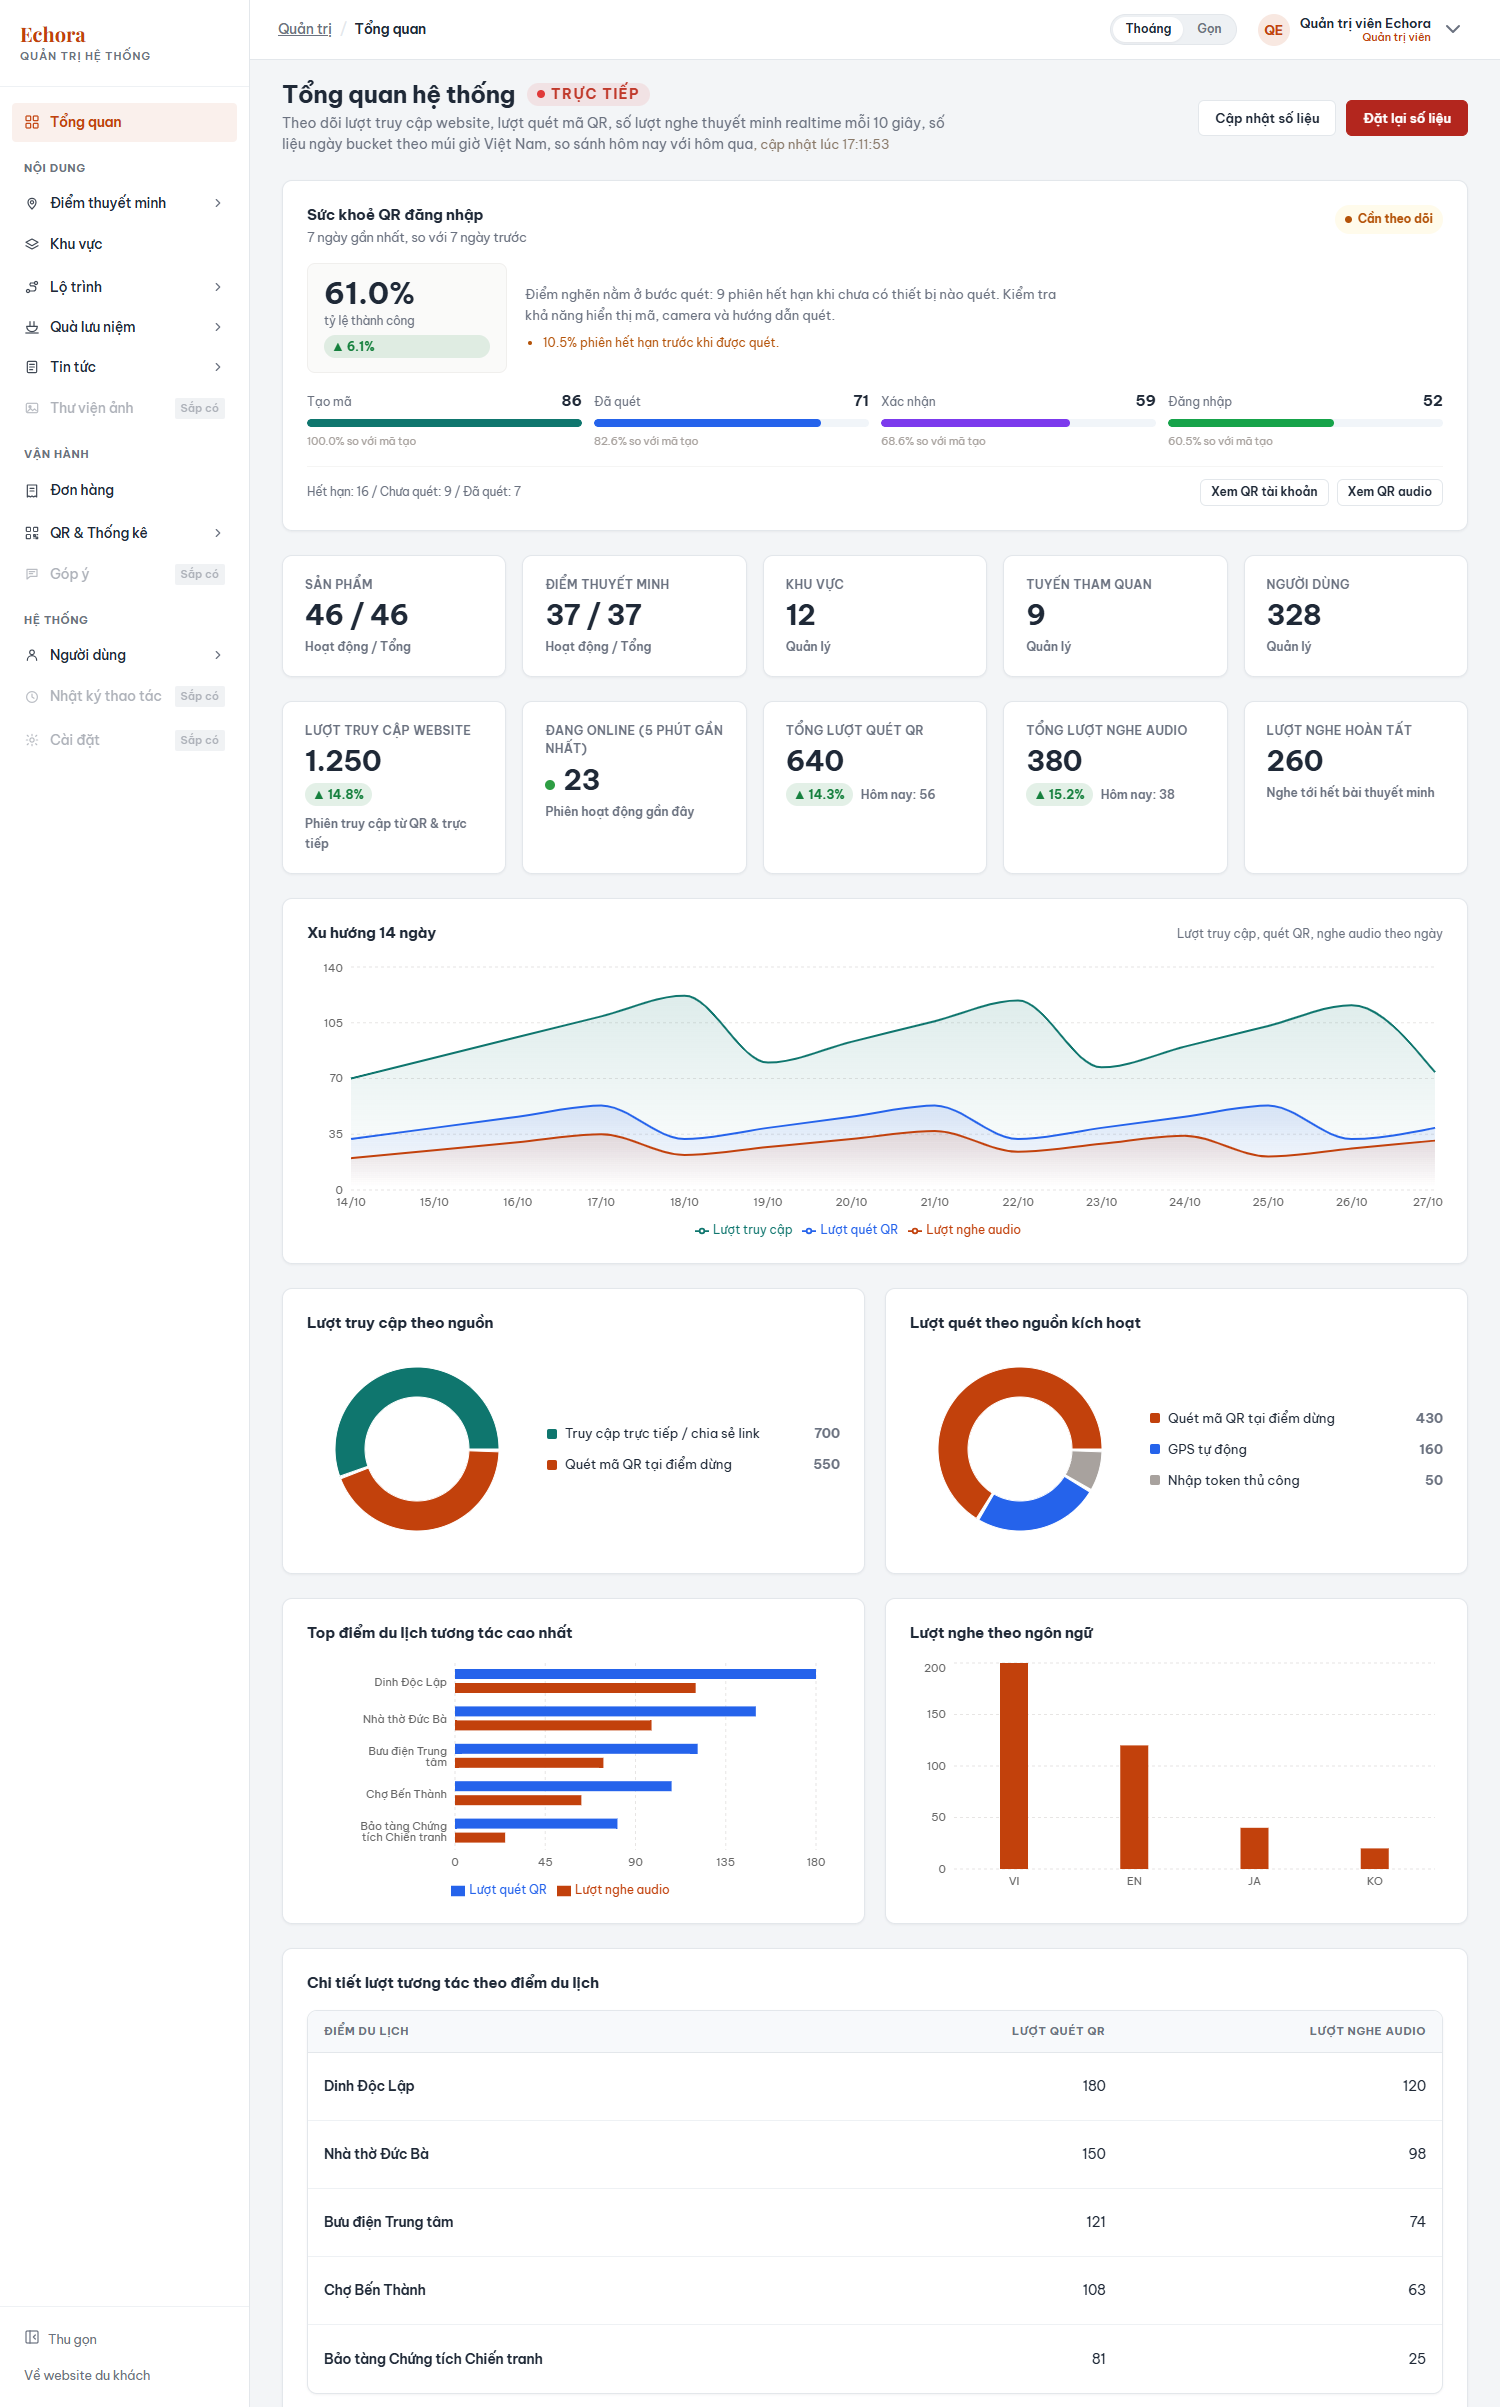 Echora
QUẢN TRỊ HỆ THỐNG
Tổng quan
NỘI DUNG
Điểm thuyết minh
Khu vực
Lộ trình
Quà lưu niệm
Tin tức
Thư viện ảnh
Sắp có
VẬN HÀNH
Đơn hàng
QR & Thống kê
Góp ý
Sắp có
HỆ THỐNG
Người dùng
Nhật ký thao tác
Sắp có
Cài đặt
Sắp có
Thu gọn
Về website du khách
Quản trị / Tổng quan
Thoáng
Gọn
QE
Quản trị viên Echora
Quản trị viên
Tổng quan hệ thống
TRỰC TIẾP
Theo dõi lượt truy cập website, lượt quét mã QR, số lượt nghe thuyết minh realtime mỗi 10 giây, số
liệu ngày bucket theo múi giờ Việt Nam, so sánh hôm nay với hôm qua, cập nhật lúc 17:11:53
Cập nhật số liệu
Đặt lại số liệu
Sức khoẻ QR đăng nhập
7 ngày gần nhất, so với 7 ngày trước
Cần theo dõi
61.0%
tỷ lệ thành công
▲ 6.1%
Điểm nghẽn nằm ở bước quét: 9 phiên hết hạn khi chưa có thiết bị nào quét. Kiểm tra
khả năng hiển thị mã, camera và hướng dẫn quét.
• 10.5% phiên hết hạn trước khi được quét.
Tạo mã 86
100.0% so với mã tạo
Đã quét 71
82.6% so với mã tạo
Xác nhận 59
68.6% so với mã tạo
Đăng nhập 52
60.5% so với mã tạo
Hết hạn: 16 / Chưa quét: 9 / Đã quét: 7
Xem QR tài khoản
Xem QR audio
SẢN PHẨM
46 / 46
Hoạt động / Tổng
ĐIỂM THUYẾT MINH
37 / 37
Hoạt động / Tổng
KHU VỰC
12
Quản lý
TUYẾN THAM QUAN
9
Quản lý
NGƯỜI DÙNG
328
Quản lý
LƯỢT TRUY CẬP WEBSITE
1.250
▲ 14.8%
Phiên truy cập từ QR & trực
tiếp
ĐANG ONLINE (5 PHÚT GẦN
NHẤT)
23
Phiên hoạt động gần đây
TỔNG LƯỢT QUÉT QR
640
▲ 14.3% Hôm nay: 56
TỔNG LƯỢT NGHE AUDIO
380
▲ 15.2% Hôm nay: 38
LƯỢT NGHE HOÀN TẤT
260
Nghe tới hết bài thuyết minh
Xu hướng 14 ngày
Lượt truy cập, quét QR, nghe audio theo ngày
140
105
70
35
0
14/10 15/10 16/10 17/10 18/10 19/10 20/10 21/10 22/10 23/10 24/10 25/10 26/10 27/10
Lượt truy cập Lượt quét QR Lượt nghe audio
Lượt truy cập theo nguồn
Truy cập trực tiếp / chia sẻ link 700
Quét mã QR tại điểm dừng 550
Lượt quét theo nguồn kích hoạt
Quét mã QR tại điểm dừng 430
GPS tự động 160
Nhập token thủ công 50
Top điểm du lịch tương tác cao nhất
Dinh Độc Lập
Nhà thờ Đức Bà
Bưu điện Trung
tâm
Chợ Bến Thành
Bảo tàng Chứng
tích Chiến tranh
0 45 90 135 180
Lượt quét QR Lượt nghe audio
Lượt nghe theo ngôn ngữ
200
150
100
50
0
VI EN JA KO
Chi tiết lượt tương tác theo điểm du lịch
ĐIỂM DU LỊCH LƯỢT QUÉT QR LƯỢT NGHE AUDIO
Dinh Độc Lập 180 120
Nhà thờ Đức Bà 150 98
Bưu điện Trung tâm 121 74
Chợ Bến Thành 108 63
Bảo tàng Chứng tích Chiến tranh 81 25